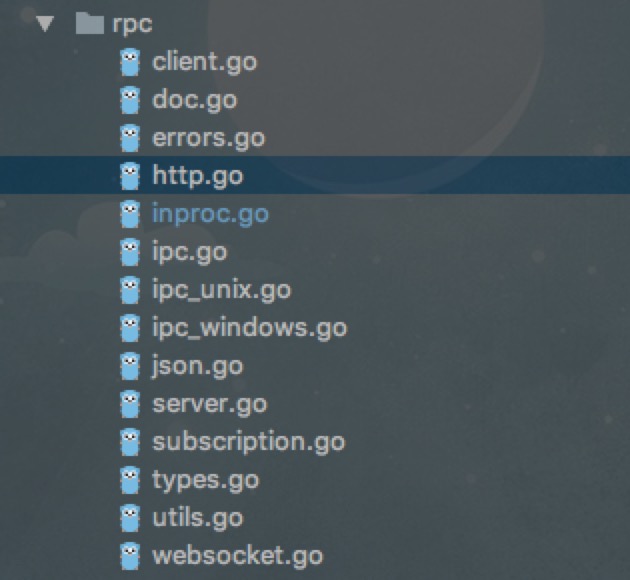 rpc
client.go
doc.go
errors.go
http.go
inproc.go
ipc.go
ipc_unix.go
ipc_windows.go
json.go
server.go
subscription.go
types.go
utils.go
websocket.go